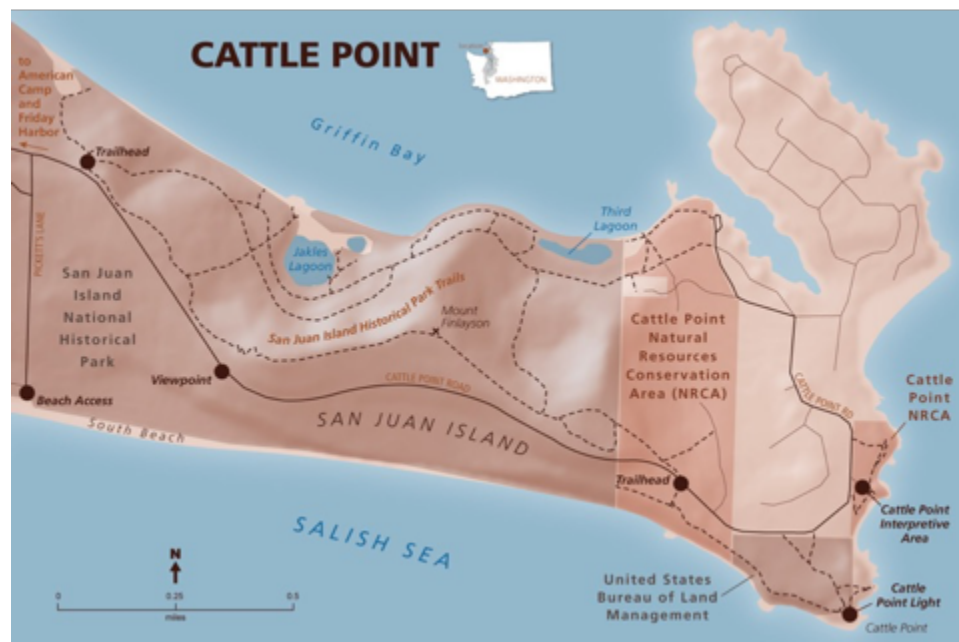 CATTLE POINT
WASHINGTON
to
American
Camp
and
Friday
Harbor
Trailhead
Griffin Bay
PICKETT'S LANE
San Juan
Island
National
Historical
Park
Jakles
Lagoon
Third
Lagoon
San Juan Island Historical Park Trails
Mount
Finlayson
Cattle Point
Natural
Resources
Conservation
Area (NRCA)
Viewpoint
CATTLE POINT ROAD
CATTLE POINT RD
Cattle
Point
NRCA
Beach Access
South Beach
SAN JUAN ISLAND
Trailhead
Cattle Point
Interpretive
Area
SALISH SEA
United States
Bureau of Land
Management
Cattle
Point Light
Cattle Point
N
0 0.25 0.5
miles